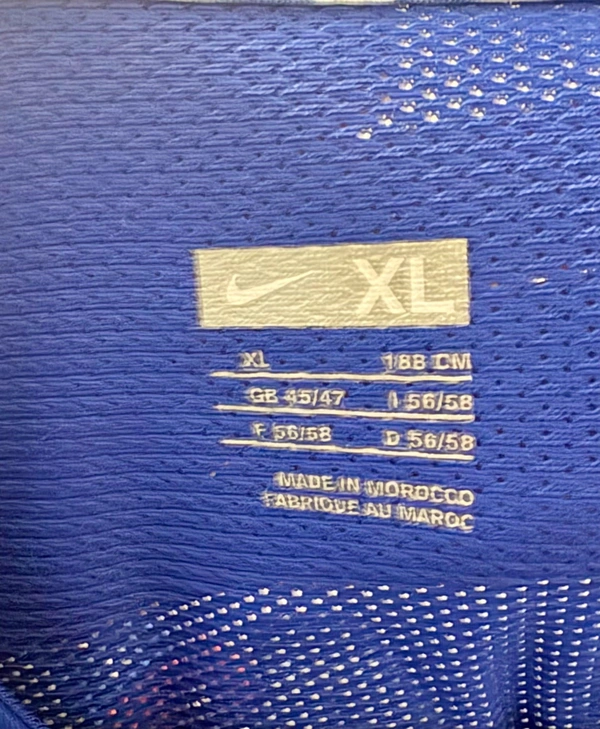 XL
XL 188 CM
GB 45/47 I 56/58
F 56/58 D 56/58
MADE IN MOROCCO
FABRIQUE AU MAROC